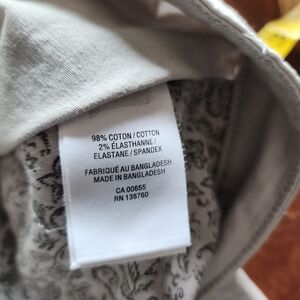 98% COTON / COTTON
2% ÉLASTHANNE /
ELASTANE / SPANDEX
FABRIQUÉ AU BANGLADESH
MADE IN BANGLADESH
CA 00655
RN 138760